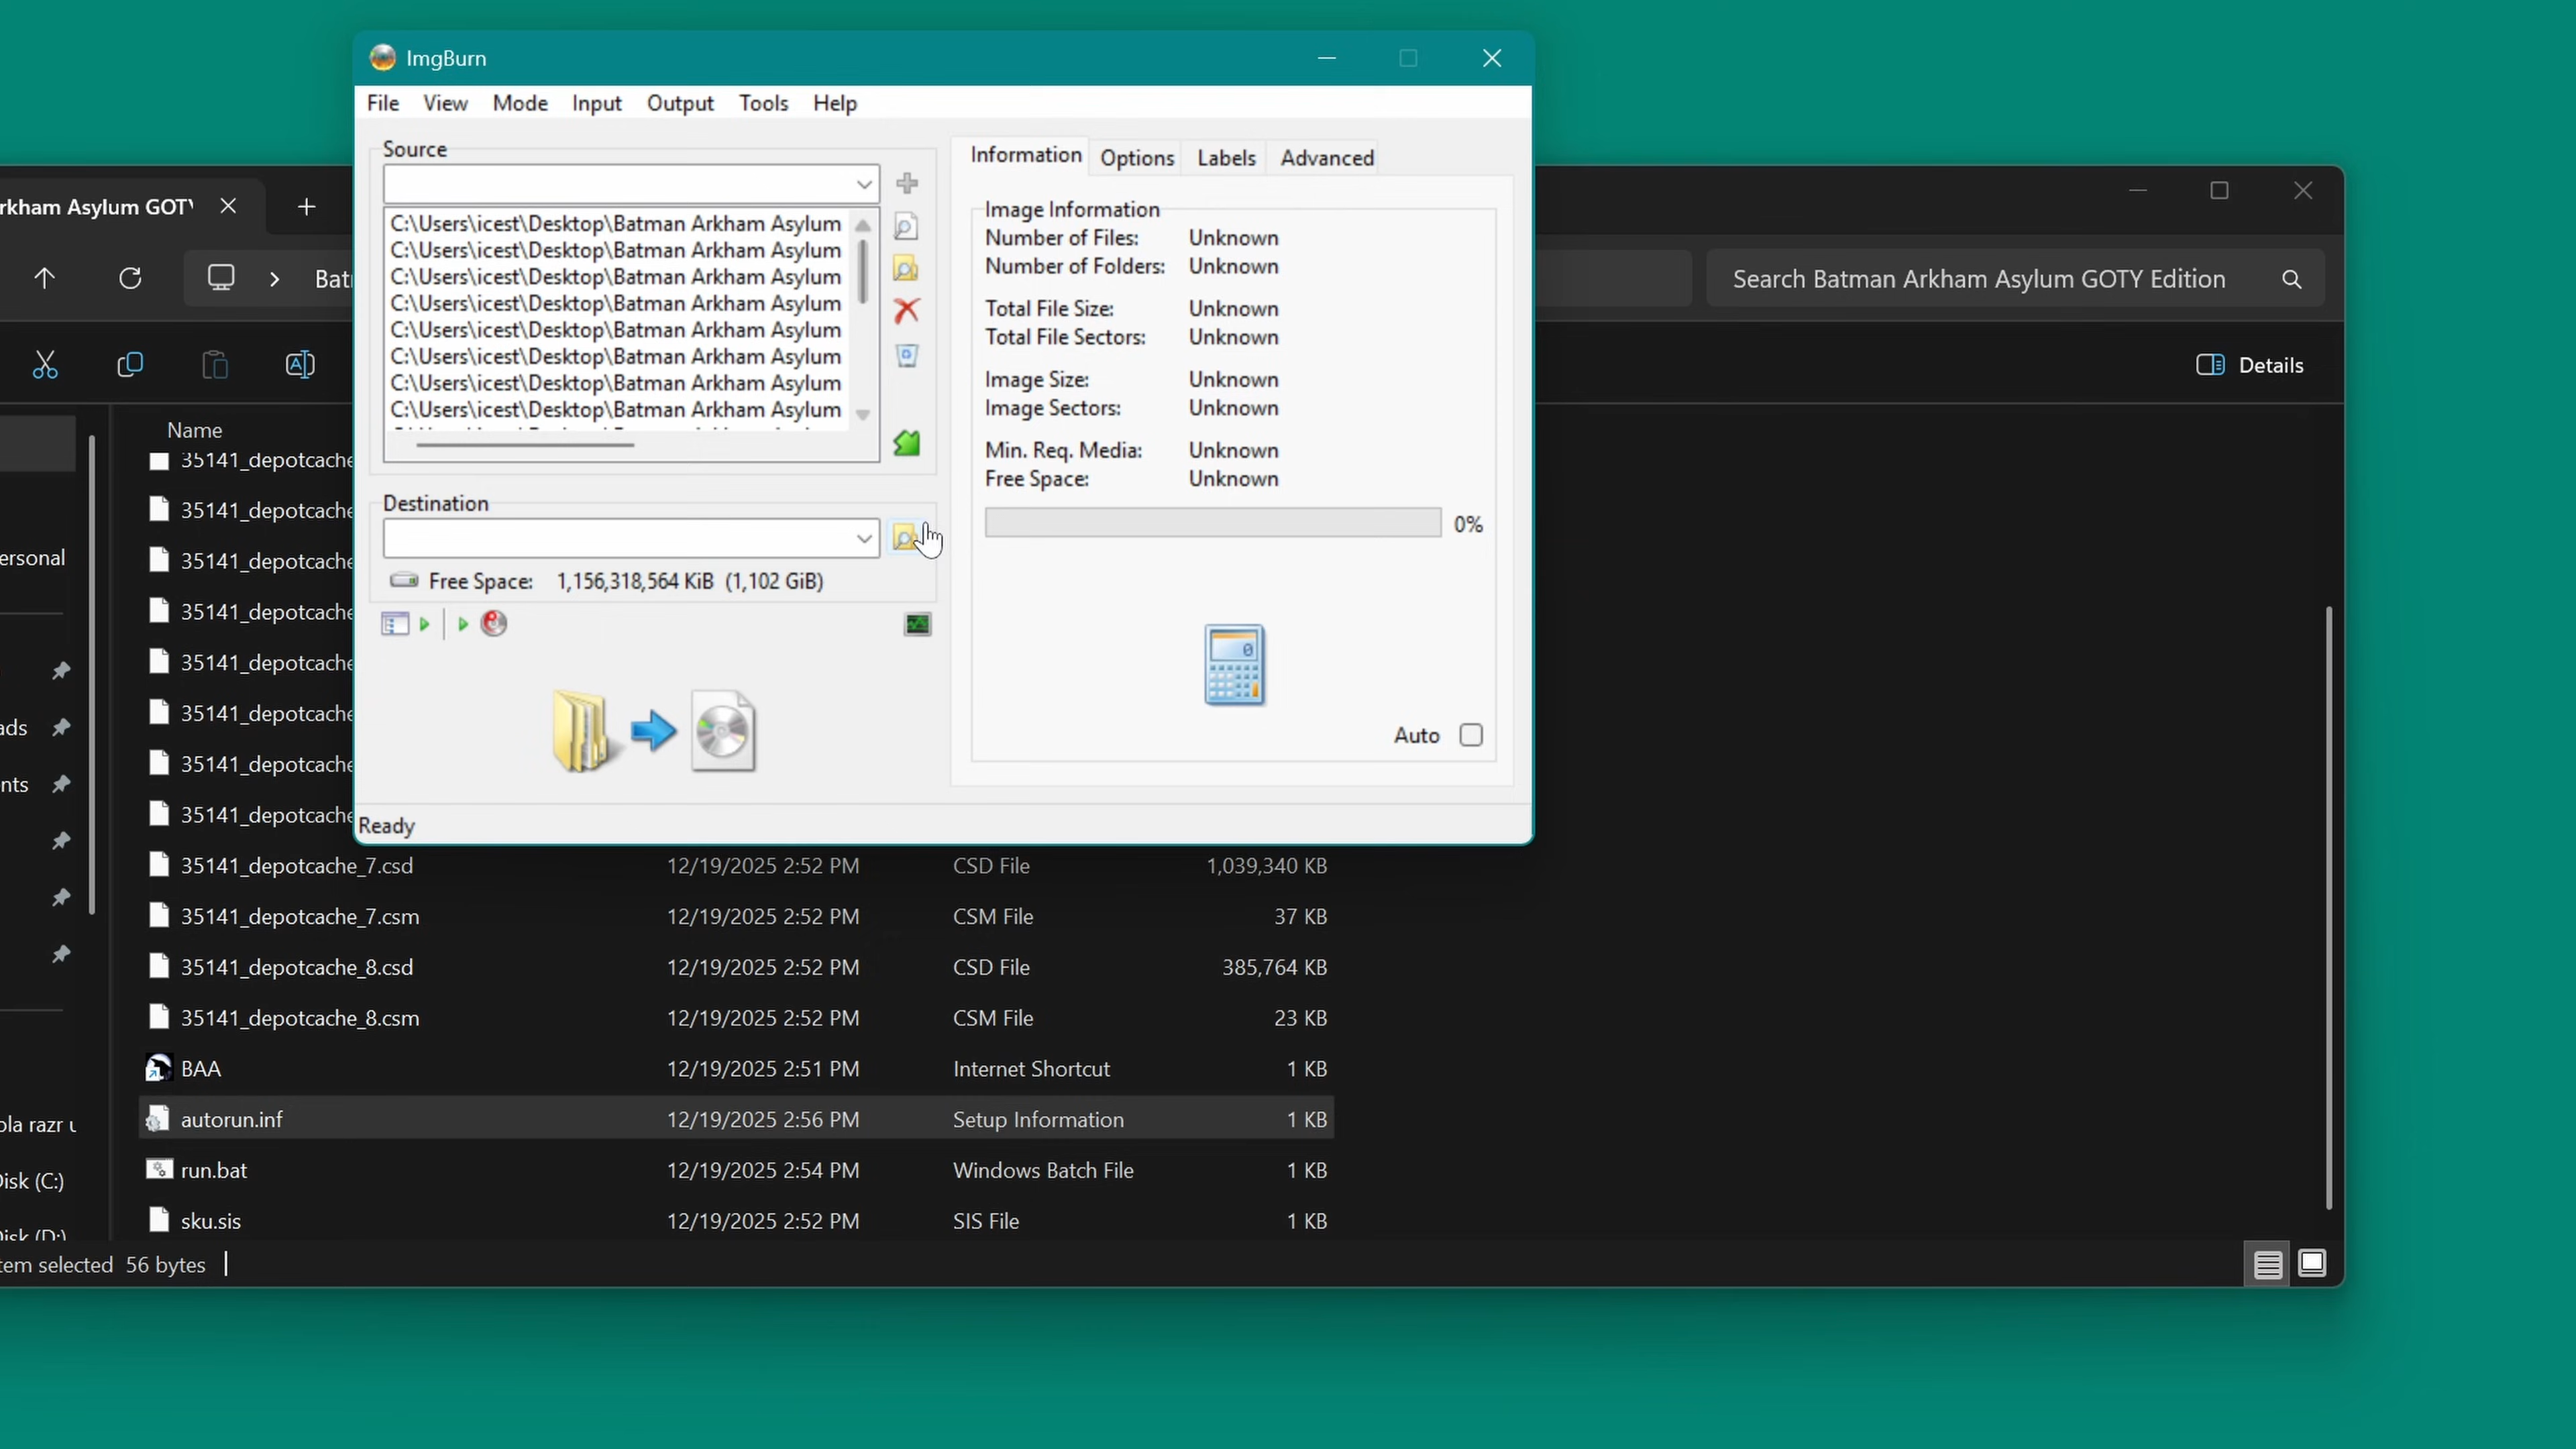 ImgBurn
File View Mode Input Output Tools Help
Source
C:\Users\icest\Desktop\Batman Arkham Asylum
C:\Users\icest\Desktop\Batman Arkham Asylum
C:\Users\icest\Desktop\Batman Arkham Asylum
C:\Users\icest\Desktop\Batman Arkham Asylum
C:\Users\icest\Desktop\Batman Arkham Asylum
C:\Users\icest\Desktop\Batman Arkham Asylum
C:\Users\icest\Desktop\Batman Arkham Asylum
C:\Users\icest\Desktop\Batman Arkham Asylum
Destination
Free Space: 1,156,318,564 KiB (1,102 GiB)
Information Options Labels Advanced
Image Information
Number of Files: Unknown
Number of Folders: Unknown
Total File Size: Unknown
Total File Sectors: Unknown
Image Size: Unknown
Image Sectors: Unknown
Min. Req. Media: Unknown
Free Space: Unknown
0%
0
Auto
Ready
rkham Asylum GOTY
Batr
Search Batman Arkham Asylum GOTY Edition
Details
ersonal
ads
nts
ola razr u
Disk (C:)
Disk (D:)
Name
35141_depotcache
35141_depotcache
35141_depotcache
35141_depotcache
35141_depotcache
35141_depotcache
35141_depotcache
35141_depotcache
35141_depotcache_7.csd 12/19/2025 2:52 PM CSD File 1,039,340 KB
35141_depotcache_7.csm 12/19/2025 2:52 PM CSM File 37 KB
35141_depotcache_8.csd 12/19/2025 2:52 PM CSD File 385,764 KB
35141_depotcache_8.csm 12/19/2025 2:52 PM CSM File 23 KB
BAA 12/19/2025 2:51 PM Internet Shortcut 1 KB
autorun.inf 12/19/2025 2:56 PM Setup Information 1 KB
run.bat 12/19/2025 2:54 PM Windows Batch File 1 KB
sku.sis 12/19/2025 2:52 PM SIS File 1 KB
tem selected 56 bytes